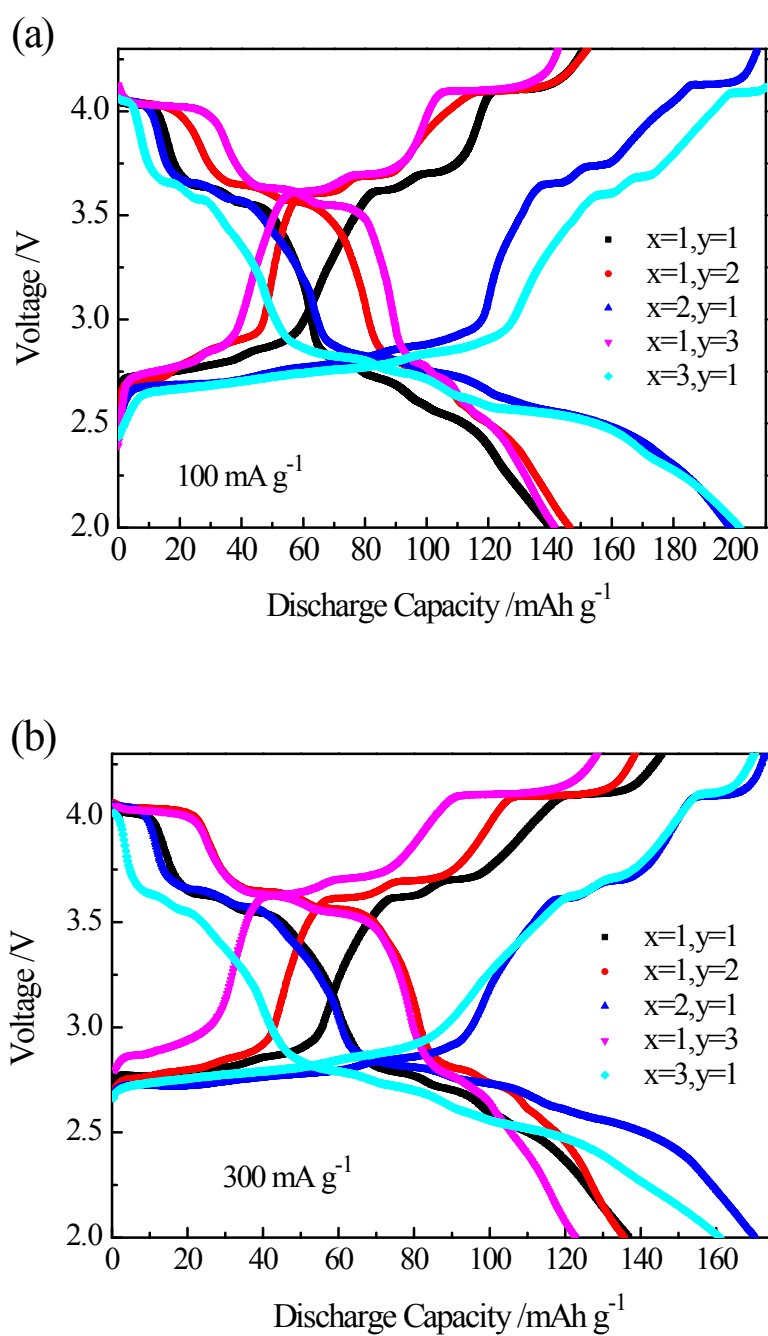 (a)
4.0
3.5
3.0
2.5
2.0
Voltage /V
x=1,y=1
x=1,y=2
x=2,y=1
x=1,y=3
x=3,y=1
100 mA g⁻¹
0 20 40 60 80 100 120 140 160 180 200
Discharge Capacity /mAh g⁻¹
(b)
4.0
3.5
3.0
2.5
2.0
Voltage /V
x=1,y=1
x=1,y=2
x=2,y=1
x=1,y=3
x=3,y=1
300 mA g⁻¹
0 20 40 60 80 100 120 140 160
Discharge Capacity /mAh g⁻¹